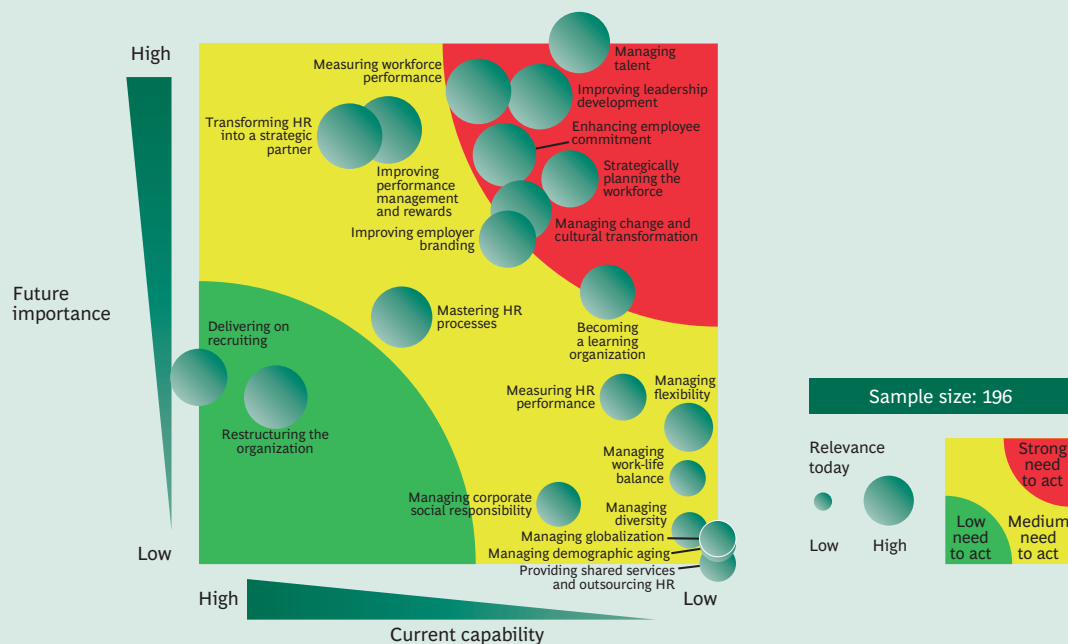 High
Future
importance
Low
High
Low
Current capability
Managing
talent
Measuring workforce
performance
Improving leadership
development
Transforming HR
into a strategic
partner
Enhancing employee
commitment
Improving
performance
management
and rewards
Strategically
planning the
workforce
Improving employer
branding
Managing change and
cultural transformation
Mastering HR
processes
Becoming
a learning
organization
Delivering on
recruiting
Restructuring the
organization
Measuring HR
performance
Managing
flexibility
Managing
work-life
balance
Managing corporate
social responsibility
Managing
diversity
Managing globalization
Managing demographic aging
Providing shared services
and outsourcing HR
Sample size: 196
Relevance
today
Low
High
Strong
need
to act
Low
need
to act
Medium
need
to act